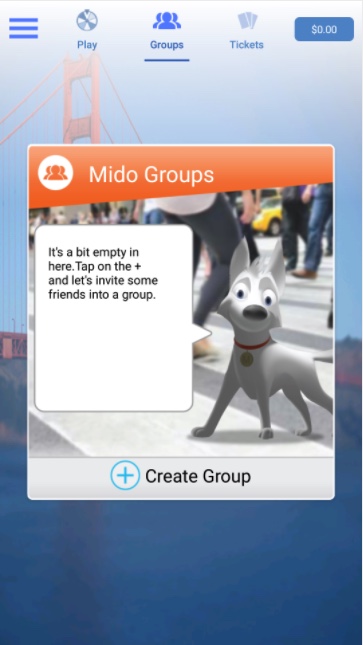 Play
Groups
Tickets
$0.00
Mido Groups
It's a bit empty in
here.Tap on the +
and let's invite some
friends into a group.
Create Group